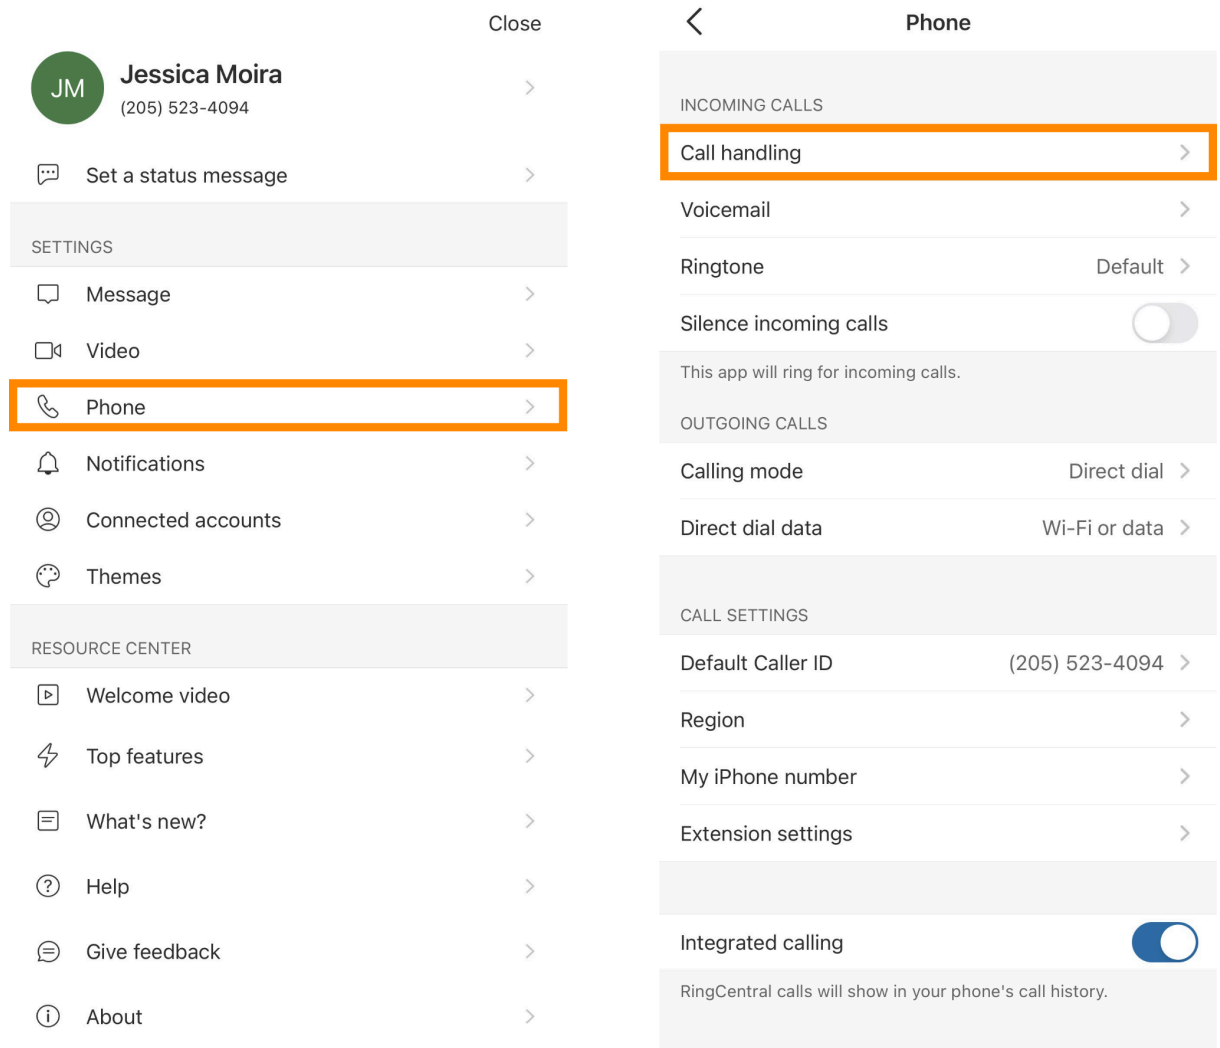 Close
JM
Jessica Moira
(205) 523-4094
Set a status message
SETTINGS
Message
Video
Phone
Notifications
Connected accounts
Themes
RESOURCE CENTER
Welcome video
Top features
What's new?
Help
Give feedback
About
Phone
INCOMING CALLS
Call handling
Voicemail
Ringtone Default
Silence incoming calls
This app will ring for incoming calls.
OUTGOING CALLS
Calling mode Direct dial
Direct dial data Wi-Fi or data
CALL SETTINGS
Default Caller ID (205) 523-4094
Region
My iPhone number
Extension settings
Integrated calling
RingCentral calls will show in your phone's call history.